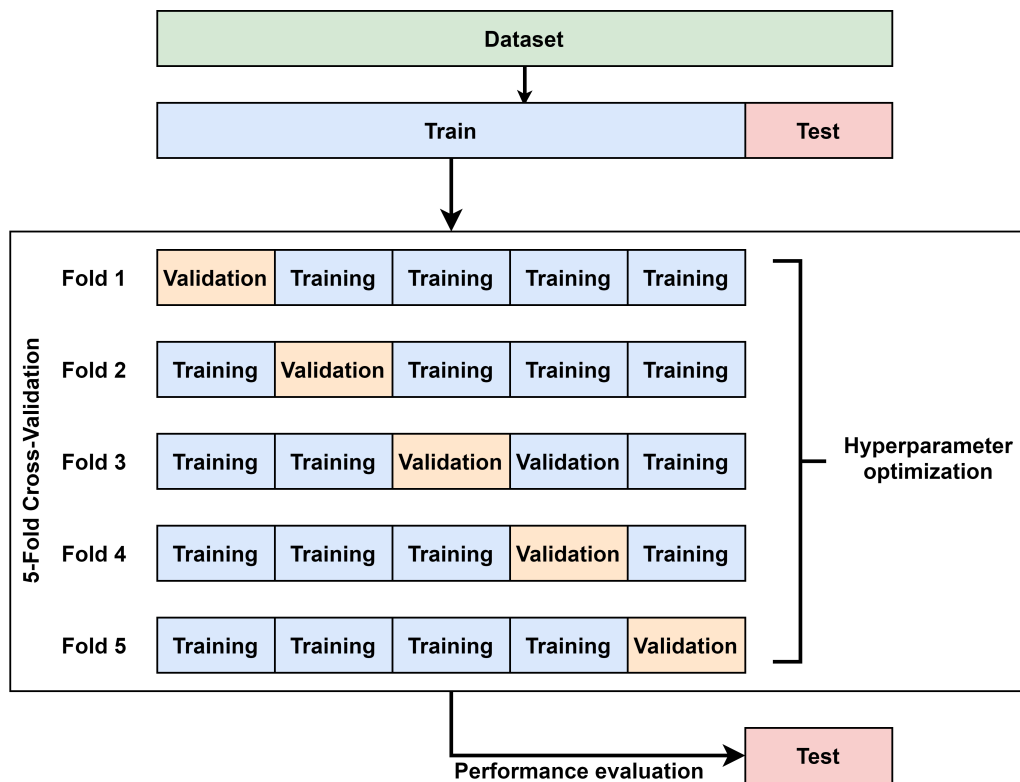 Dataset
Train Test
Fold 1 Validation Training Training Training Training
Fold 2 Training Validation Training Training Training
5-Fold Cross-Validation
Fold 3 Training Training Validation Validation Training
Hyperparameter
optimization
Fold 4 Training Training Training Validation Training
Fold 5 Training Training Training Training Validation
Performance evaluation
Test